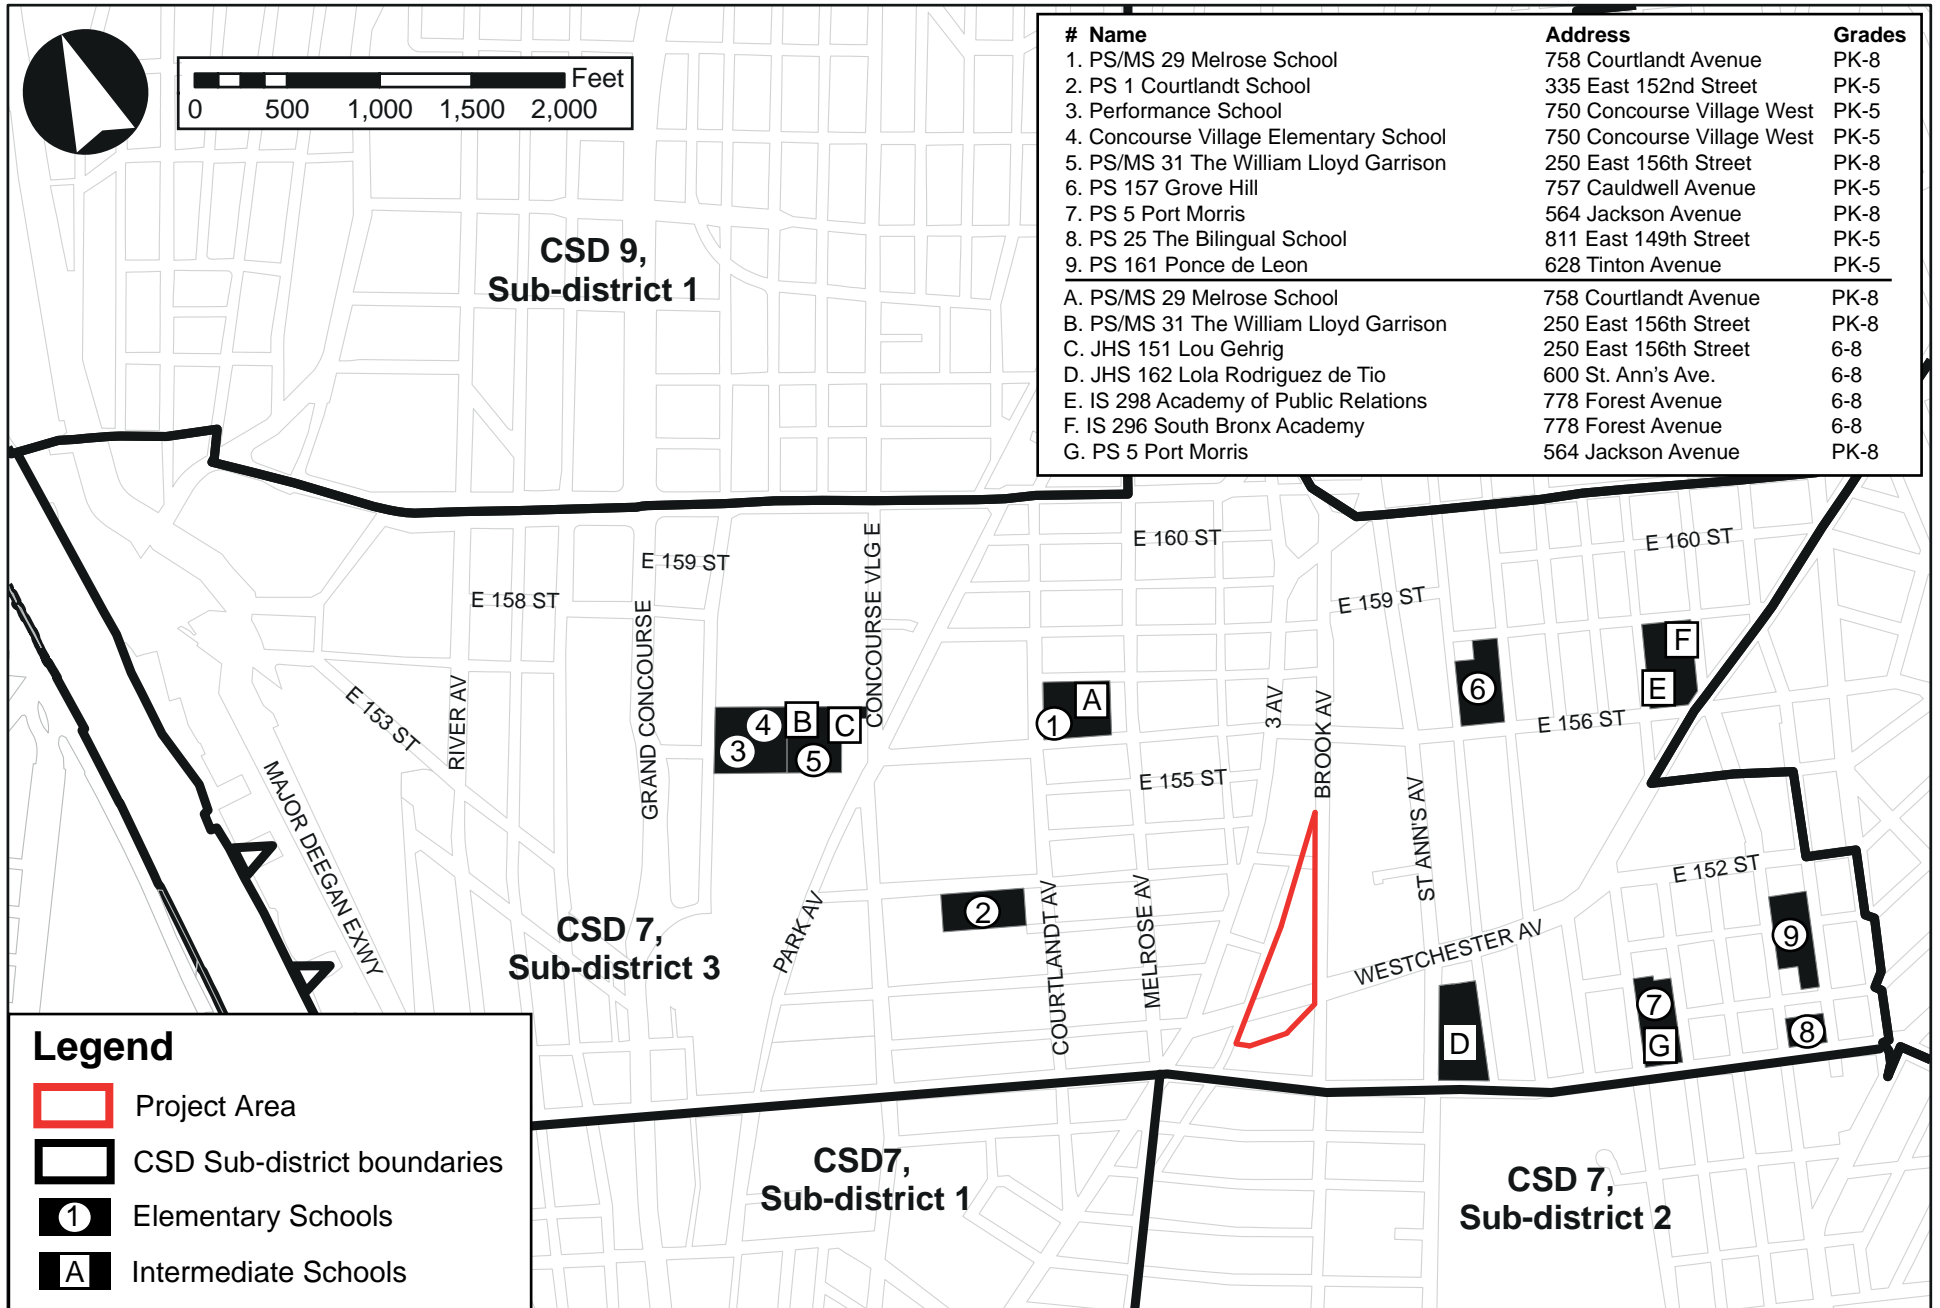 Feet
0 500 1,000 1,500 2,000
# Name Address Grades
1. PS/MS 29 Melrose School 758 Courtlandt Avenue PK-8
2. PS 1 Courtlandt School 335 East 152nd Street PK-5
3. Performance School 750 Concourse Village West PK-5
4. Concourse Village Elementary School 750 Concourse Village West PK-5
5. PS/MS 31 The William Lloyd Garrison 250 East 156th Street PK-8
6. PS 157 Grove Hill 757 Cauldwell Avenue PK-5
7. PS 5 Port Morris 564 Jackson Avenue PK-8
8. PS 25 The Bilingual School 811 East 149th Street PK-5
9. PS 161 Ponce de Leon 628 Tinton Avenue PK-5
A. PS/MS 29 Melrose School 758 Courtlandt Avenue PK-8
B. PS/MS 31 The William Lloyd Garrison 250 East 156th Street PK-8
C. JHS 151 Lou Gehrig 250 East 156th Street 6-8
D. JHS 162 Lola Rodriguez de Tio 600 St. Ann's Ave. 6-8
E. IS 298 Academy of Public Relations 778 Forest Avenue 6-8
F. IS 296 South Bronx Academy 778 Forest Avenue 6-8
G. PS 5 Port Morris 564 Jackson Avenue PK-8
CSD 9,
Sub-district 1
E 160 ST
E 160 ST
E 159 ST
E 158 ST
E 159 ST
CONCOURSE VLG E
GRAND CONCOURSE
RIVER AV
E 153 ST
MAJOR DEEGAN EXWY
3 AV
BROOK AV
E 156 ST
E 155 ST
ST ANN'S AV
E 152 ST
PARK AV
COURTLANDT AV
MELROSE AV
WESTCHESTER AV
F
E
6
A
1
4
B
C
3
5
2
9
7
8
D
G
CSD 7,
Sub-district 3
CSD7,
Sub-district 1
CSD 7,
Sub-district 2
Legend
Project Area
CSD Sub-district boundaries
1 Elementary Schools
A Intermediate Schools